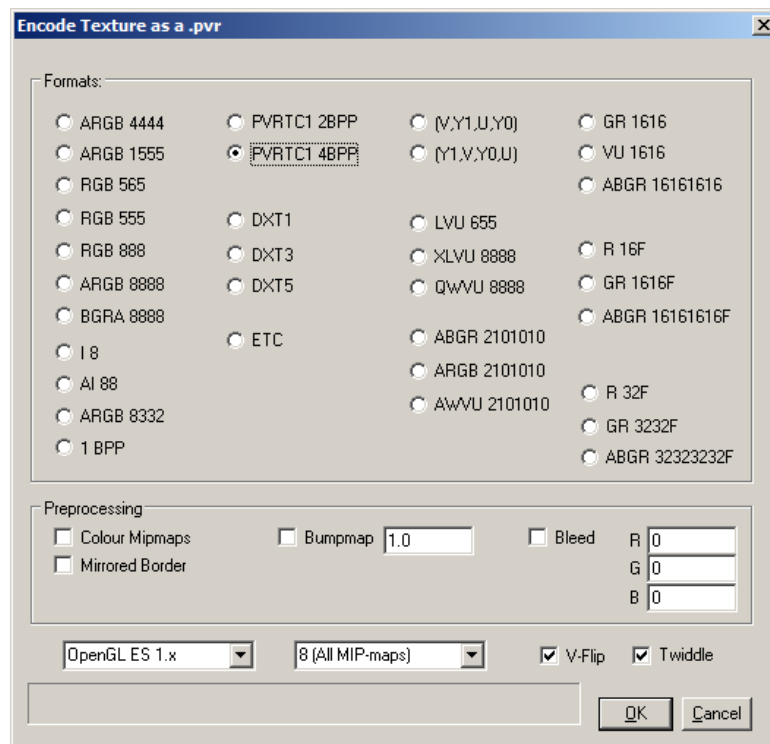 Encode Texture as a .pvr
Formats:
ARGB 4444
ARGB 1555
RGB 565
RGB 555
RGB 888
ARGB 8888
BGRA 8888
I 8
AI 88
ARGB 8332
1 BPP
PVRTC1 2BPP
PVRTC1 4BPP
DXT1
DXT3
DXT5
ETC
(V,Y1,U,Y0)
(Y1,V,Y0,U)
LVU 655
XLVU 8888
QWVU 8888
ABGR 2101010
ARGB 2101010
AWVU 2101010
GR 1616
VU 1616
ABGR 16161616
R 16F
GR 1616F
ABGR 16161616F
R 32F
GR 3232F
ABGR 32323232F
Preprocessing
Colour Mipmaps
Mirrored Border
Bumpmap 1.0
Bleed
R 0
G 0
B 0
OpenGL ES 1.x
8 (All MIP-maps)
V-Flip
Twiddle
OK
Cancel